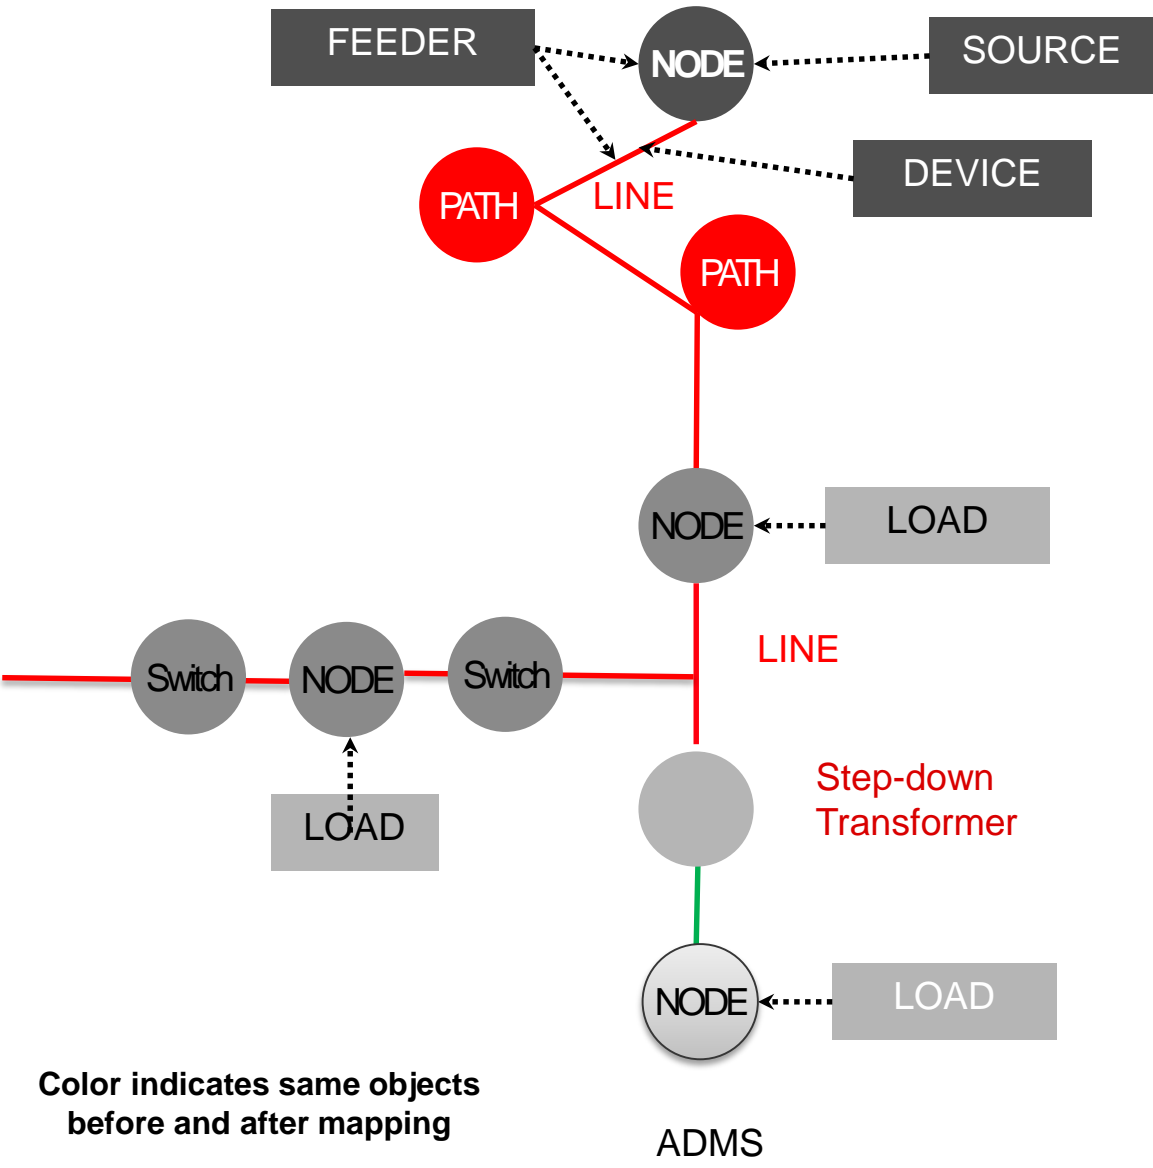 FEEDER
NODE
SOURCE
DEVICE
PATH
LINE
PATH
NODE
LOAD
LINE
Switch
NODE
Switch
LOAD
Step-down
Transformer
NODE
LOAD
Color indicates same objects
before and after mapping
ADMS